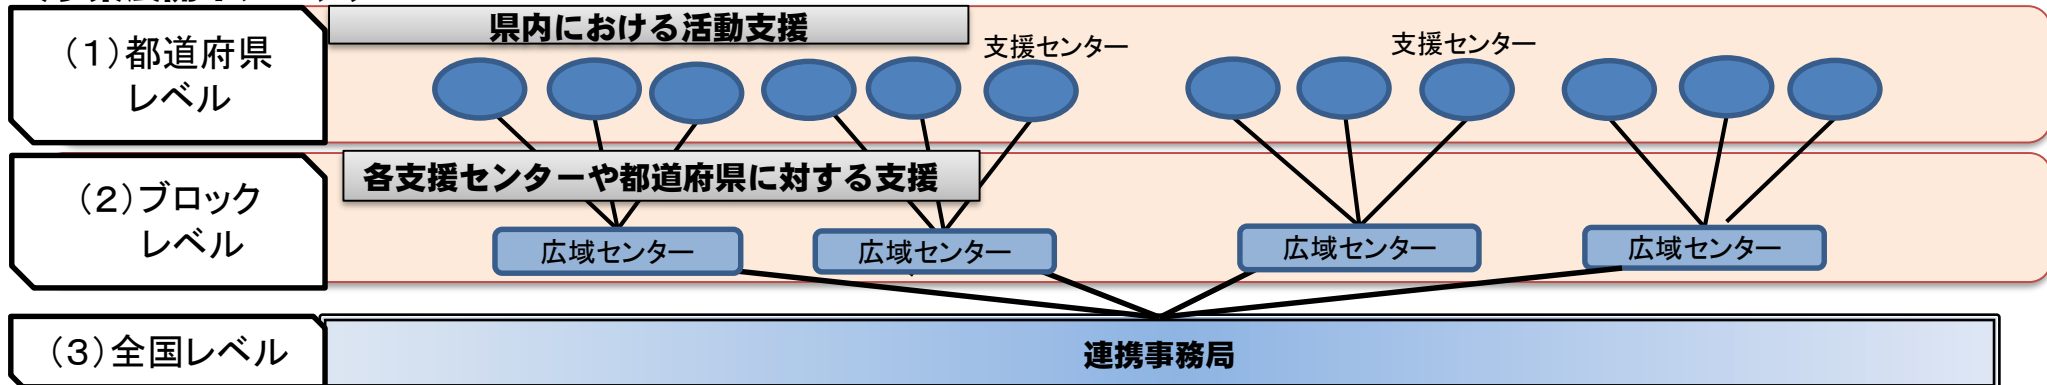 (1)都道府県
レベル
県内における活動支援
支援センター
支援センター
(2)ブロック
レベル
各支援センターや都道府県に対する支援
広域センター
広域センター
広域センター
広域センター
(3)全国レベル
連携事務局